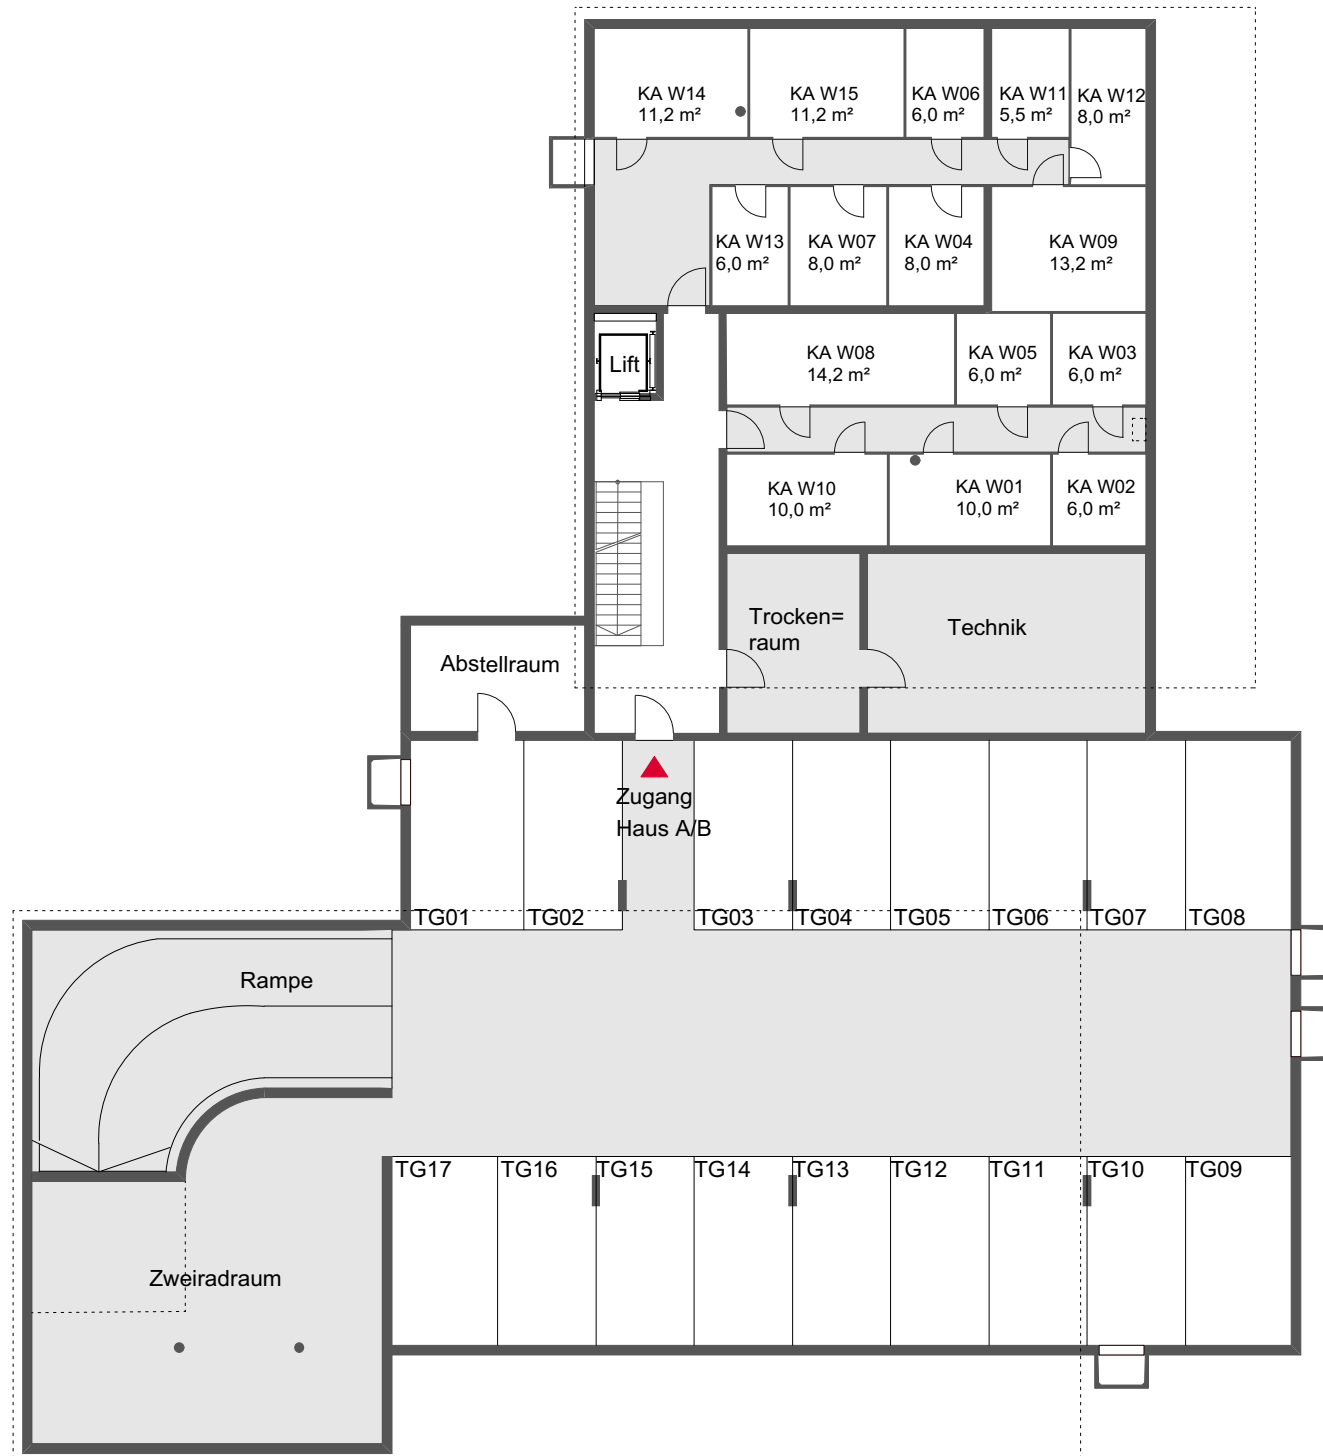 KA W14
11,2 m²
KA W15
11,2 m²
KA W06
6,0 m²
KA W11
5,5 m²
KA W12
8,0 m²
KA W13
6,0 m²
KA W07
8,0 m²
KA W04
8,0 m²
KA W09
13,2 m²
Lift
KA W08
14,2 m²
KA W05
6,0 m²
KA W03
6,0 m²
KA W10
10,0 m²
KA W01
10,0 m²
KA W02
6,0 m²
Trocken=
raum
Technik
Abstellraum
Zugang
Haus A/B
TG01
TG02
TG03
TG04
TG05
TG06
TG07
TG08
Rampe
TG17
TG16
TG15
TG14
TG13
TG12
TG11
TG10
TG09
Zweiradraum